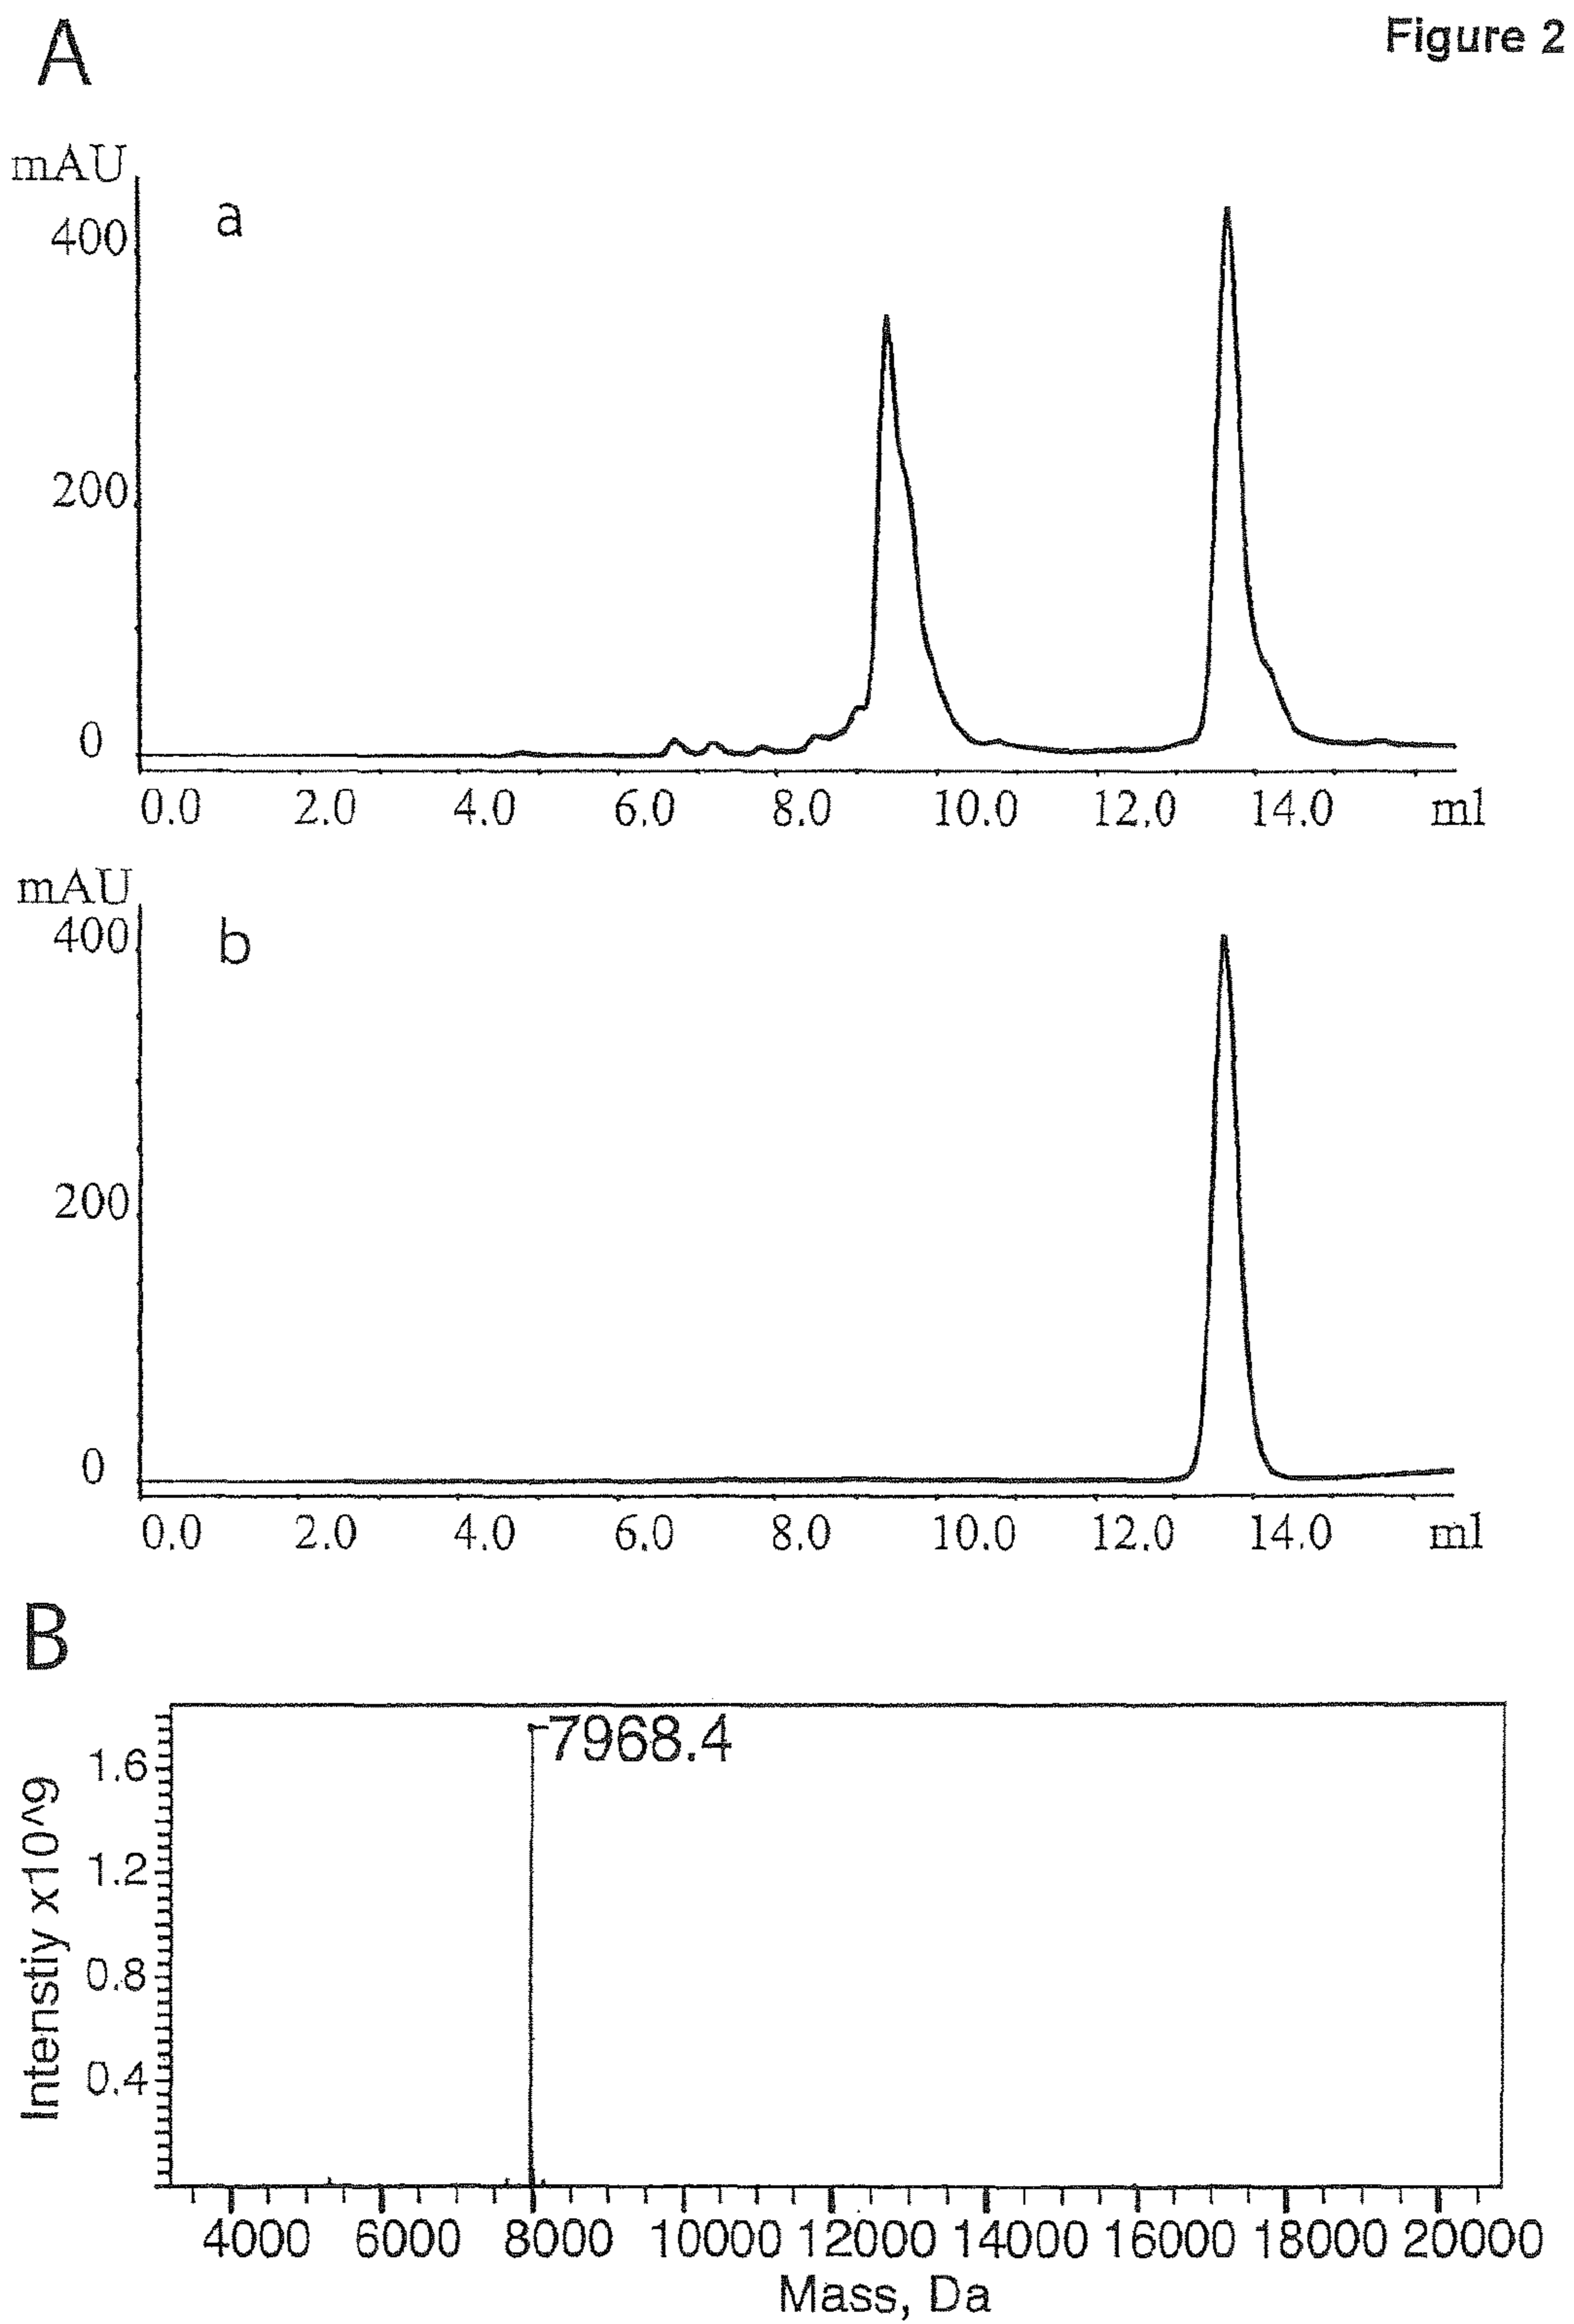 A
Figure 2
mAU
a
400
200
0
0.0 2.0 4.0 6.0 8.0 10.0 12.0 14.0 ml
mAU
b
400
200
0
0.0 2.0 4.0 6.0 8.0 10.0 12.0 14.0 ml
B
7968.4
Intenstiy x10^9
1.6
1.2
0.8
0.4
4000 6000 8000 10000 12000 14000 16000 18000 20000
Mass, Da